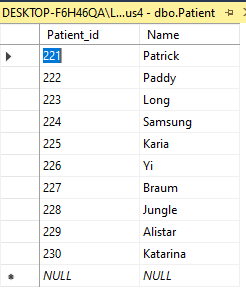 DESKTOP-F6H46QA\L...us4 - dbo.Patient
Patient_id Name
221 Patrick
222 Paddy
223 Long
224 Samsung
225 Karia
226 Yi
227 Braum
228 Jungle
229 Alistar
230 Katarina
NULL NULL